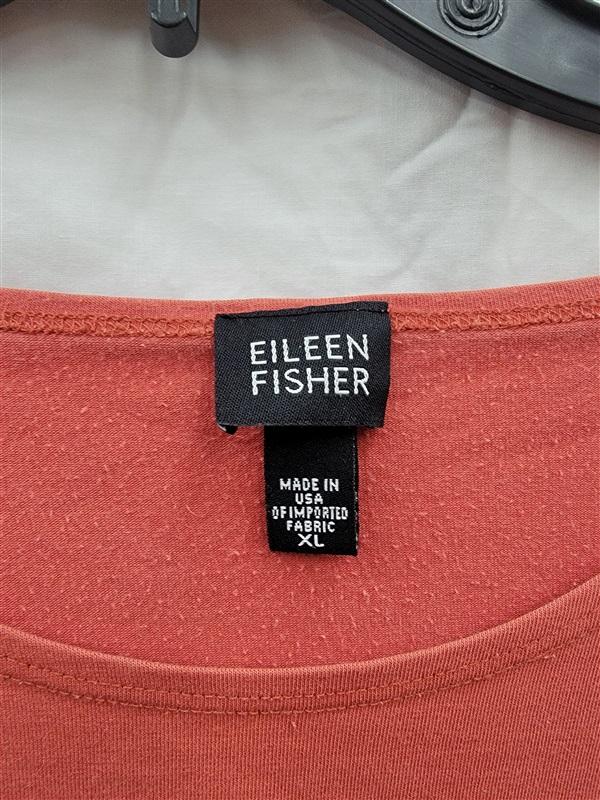 EILEEN
FISHER
MADE IN
USA
OF IMPORTED
FABRIC
XL